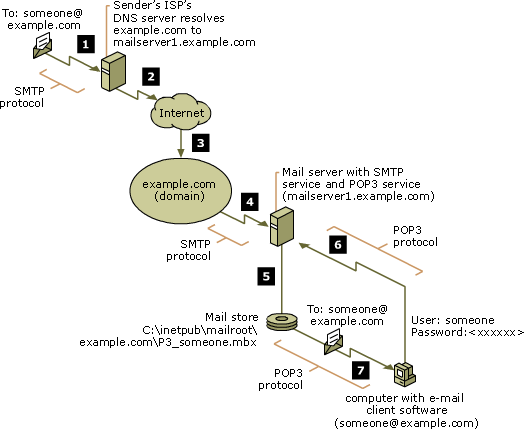 To: someone@
example.com
Sender's ISP's
DNS server resolves
example.com to
mailserver1.example.com
1
SMTP
protocol
2
Internet
3
example.com
(domain)
4
SMTP
protocol
Mail server with SMTP
service and POP3 service
(mailserver1.example.com)
5
6
POP3
protocol
Mail store
C:\inetpub\mailroot\
example.com\P3_someone.mbx
To: someone@
example.com
User: someone
Password:<xxxxxx>
7
POP3
protocol
computer with e-mail
client software
(someone@example.com)